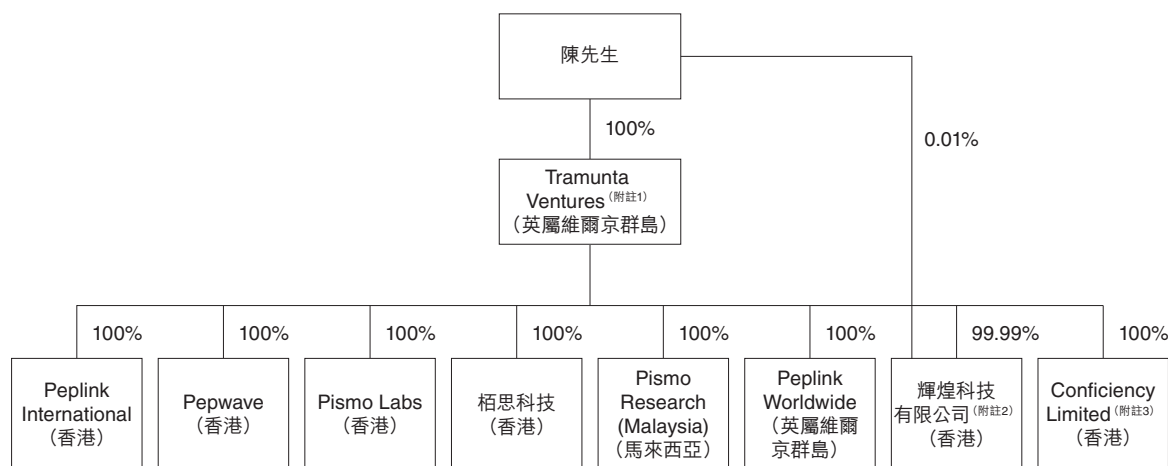 陳先生
100%
0.01%
Tramunta
Ventures（附註1）
（英屬維爾京群島）
100%
100%
100%
100%
100%
100%
99.99%
100%
Peplink
International
（香港）
Pepwave
（香港）
Pismo Labs
（香港）
栢思科技
（香港）
Pismo
Research
(Malaysia)
（馬來西亞）
Peplink
Worldwide
（英屬維爾
京群島）
輝煌科技
有限公司（附註2）
（香港）
Conficiency
Limited（附註3）
（香港）